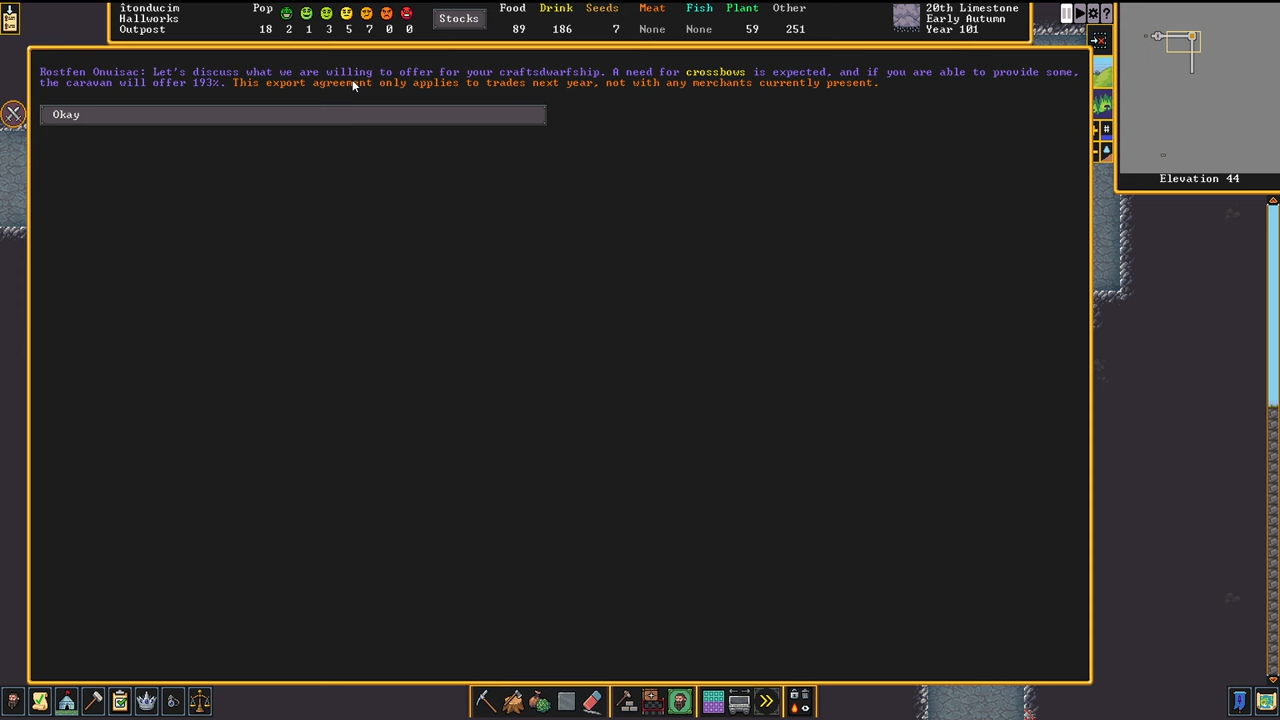 îtonducim
Hallworks
Outpost
Pop
18 2 1 3 5 7 0 0
Stocks
Food Drink Seeds Meat Fish Plant Other
89 186 7 None None 59 251
20th Limestone
Early Autumn
Year 101
?
Rostfen Onuisac: Let's discuss what we are willing to offer for your craftsdwarfship. A need for crossbows is expected, and if you are able to provide some,
the caravan will offer 193%. This export agreement only applies to trades next year, not with any merchants currently present.
Okay
Elevation 44